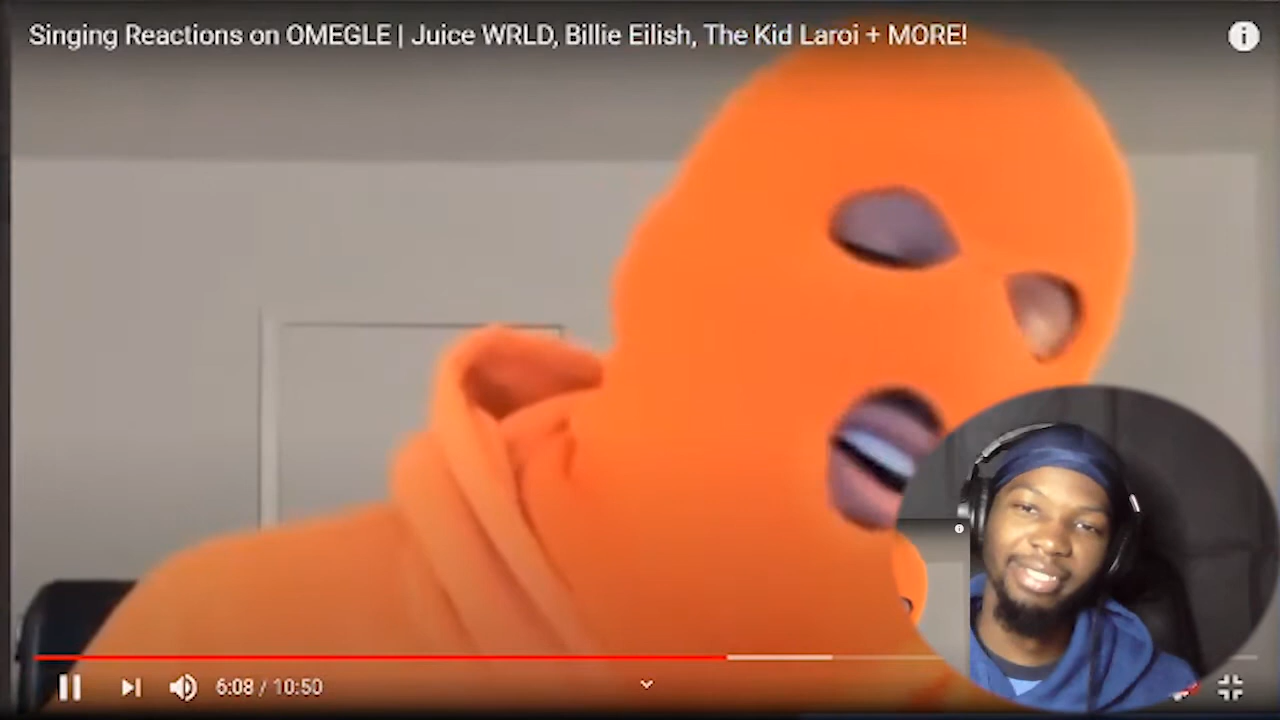 Singing Reactions on OMEGLE | Juice WRLD, Billie Eilish, The Kid Laroi + MORE!
6:08 / 10:50